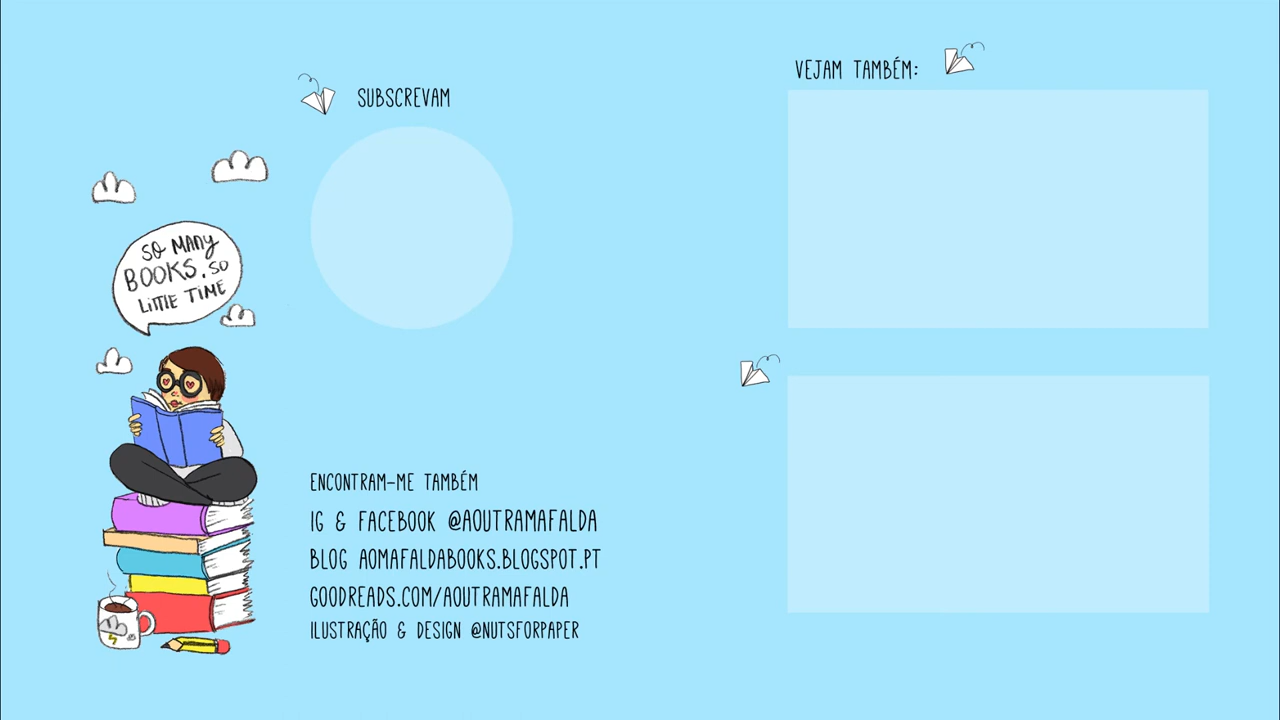 SUBSCREVAM
VEJAM TAMBÉM:
SO MANY
BOOKS, SO
LITTLE TIME
ENCONTRAM-ME TAMBÉM
IG & FACEBOOK @AOUTRAMAFALDA
BLOG AOMAFALDABOOKS.BLOGSPOT.PT
GOODREADS.COM/AOUTRAMAFALDA
ILUSTRAÇÃO & DESIGN @NUTSFORPAPER